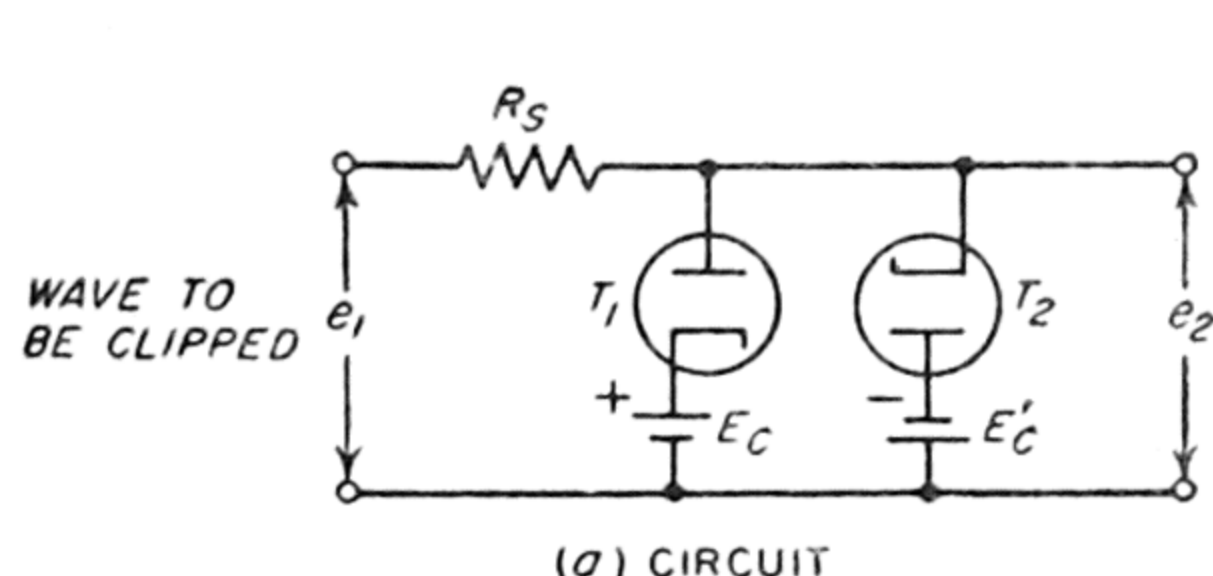 R_S
WAVE TO
BE CLIPPED
e_1
T_1
T_2
e_2
+
E_C
-
E'_C
(a) CIRCUIT